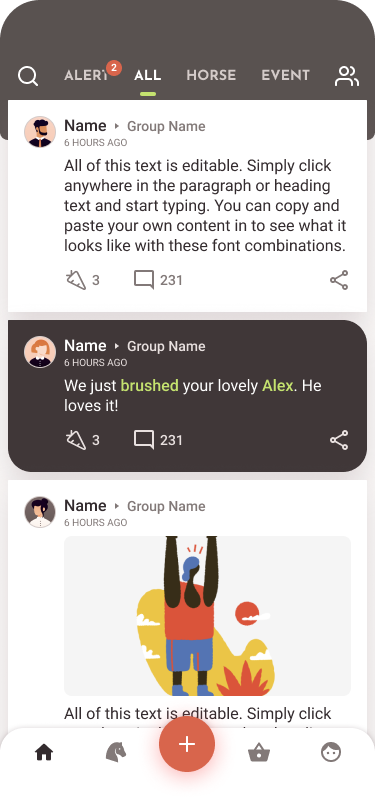 ALERT 2 ALL HORSE EVENT
Name ▸ Group Name
6 HOURS AGO
All of this text is editable. Simply click
anywhere in the paragraph or heading
text and start typing. You can copy and
paste your own content in to see what it
looks like with these font combinations.
3 231
Name ▸ Group Name
6 HOURS AGO
We just brushed your lovely Alex. He
loves it!
3 231
Name ▸ Group Name
6 HOURS AGO
All of this text is editable. Simply click